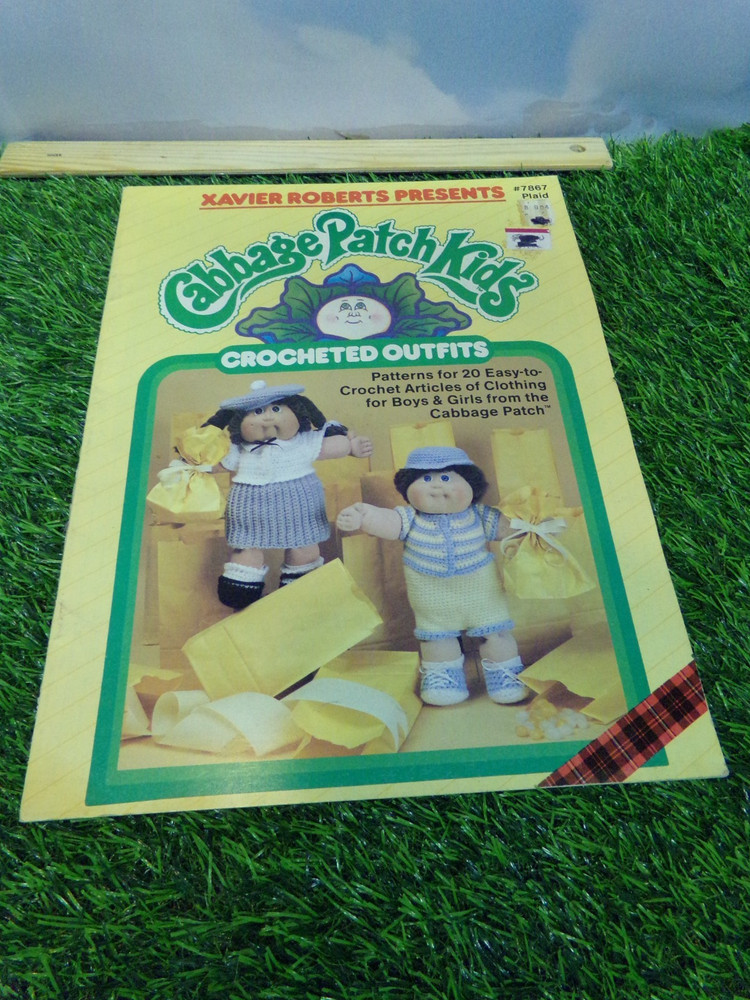 XAVIER ROBERTS PRESENTS
#7867
Plaid
Cabbage Patch Kids
CROCHETED OUTFITS
Patterns for 20 Easy-to-
Crochet Articles of Clothing
for Boys & Girls from the
Cabbage Patch™